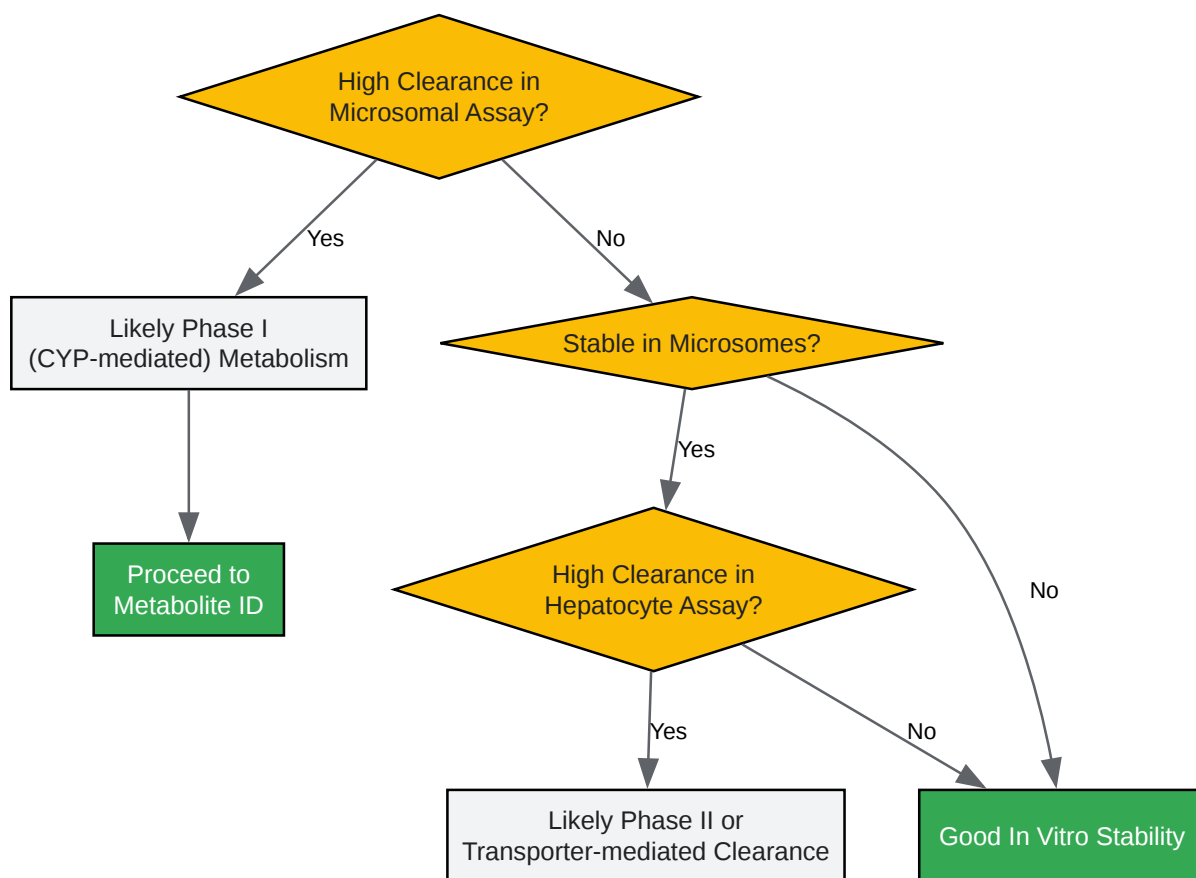 High Clearance in
Microsomal Assay?
Yes
No
Likely Phase I
(CYP-mediated) Metabolism
Stable in Microsomes?
Yes
Proceed to
Metabolite ID
High Clearance in
Hepatocyte Assay?
No
Yes
No
Likely Phase II or
Transporter-mediated Clearance
Good In Vitro Stability